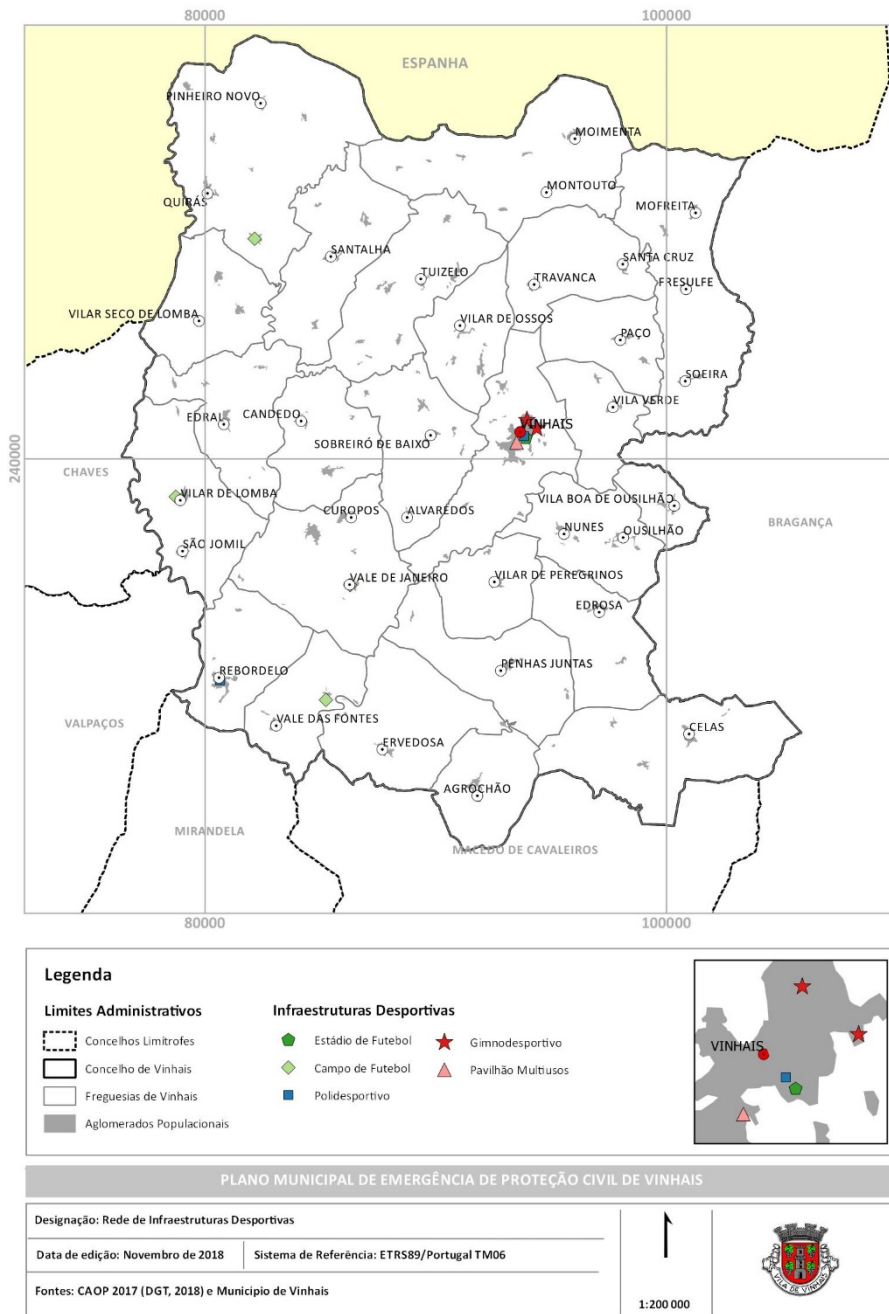 80000
100000
ESPANHA
PINHEIRO NOVO
MOIMENTA
MONTOUTO
QUIRÁS
MOFREITA
SANTALHA
SANTA CRUZ
TUIZELO
TRAVANCA
FRESULFE
VILAR SECO DE LOMBA
VILAR DE OSSOS
PAÇO
SOEIRA
VILA VERDE
EDRAL
CANDEDO
VINHAIS
SOBREIRÓ DE BAIXO
240000
240000
CHAVES
VILAR DE LOMBA
VILA BOA DE OUSILHÃO
BRAGANÇA
CUROPOS
ALVAREDOS
NUNES
OUSILHÃO
SÃO JOMIL
VALE DE JANEIRO
VILAR DE PEREGRINOS
EDROSA
REBORDELO
PENHAS JUNTAS
VALPAÇOS
VALE DAS FONTES
CELAS
ERVEDOSA
AGROCHÃO
MIRANDELA
MACEDO DE CAVALEIROS
80000
100000
Legenda
Limites Administrativos
Concelhos Limítrofes
Concelho de Vinhais
Freguesias de Vinhais
Aglomerados Populacionais
Infraestruturas Desportivas
Estádio de Futebol
Campo de Futebol
Polidesportivo
Gimnodesportivo
Pavilhão Multiusos
VINHAIS
PLANO MUNICIPAL DE EMERGÊNCIA DE PROTEÇÃO CIVIL DE VINHAIS
Designação: Rede de Infraestruturas Desportivas
Data de edição: Novembro de 2018
Sistema de Referência: ETRS89/Portugal TM06
Fontes: CAOP 2017 (DGT, 2018) e Município de Vinhais
1:200 000
VILA DE VINHAIS